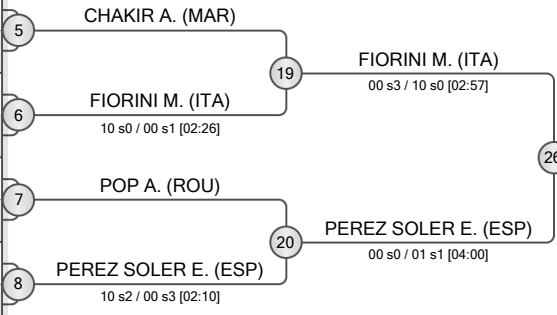 CHAKIR A. (MAR)
5
19
FIORINI M. (ITA)
00 s3 / 10 s0 [02:57]
FIORINI M. (ITA)
6
10 s0 / 00 s1 [02:26]
26
POP A. (ROU)
7
20
PEREZ SOLER E. (ESP)
00 s0 / 01 s1 [04:00]
PEREZ SOLER E. (ESP)
8
10 s2 / 00 s3 [02:10]